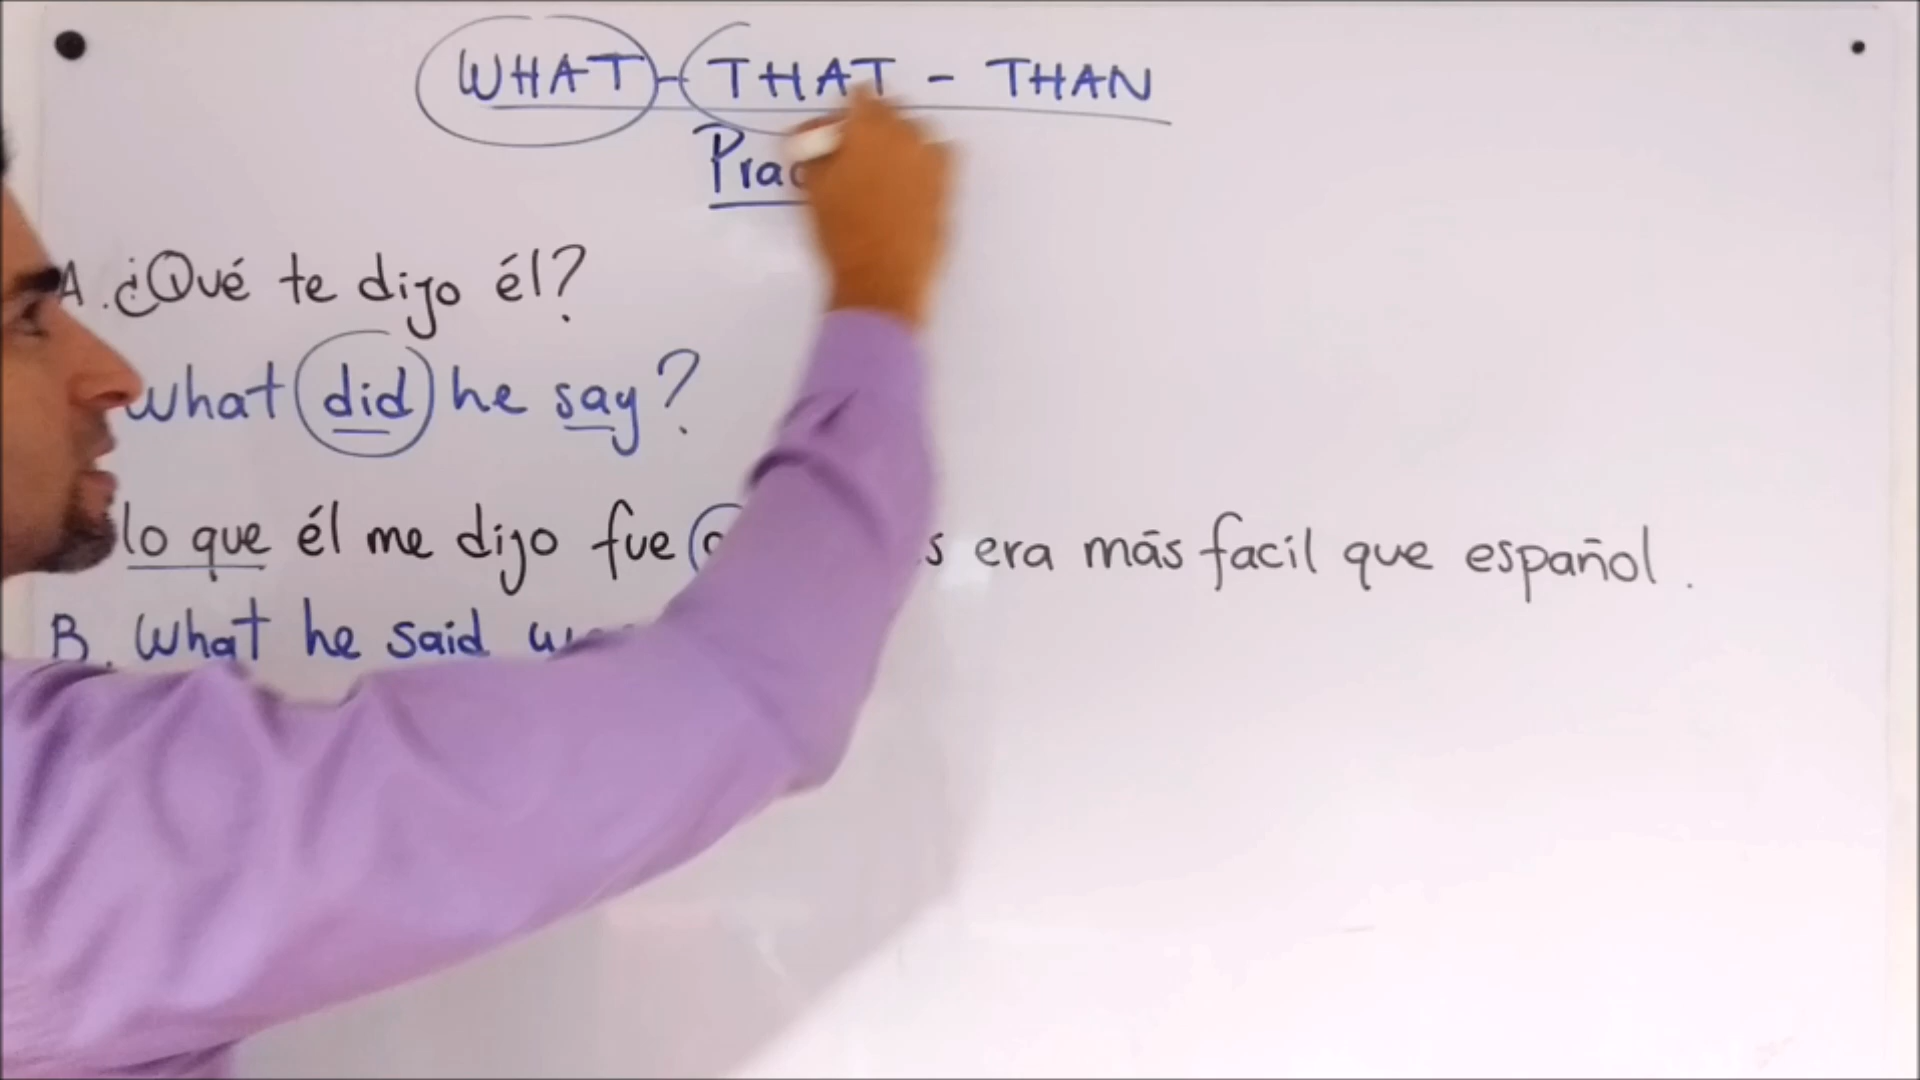 WHAT - THAT - THAN
A. ¿Qué te dijo él?
what did he say?
lo que él me dijo fue era más facil que español.
B. What he said